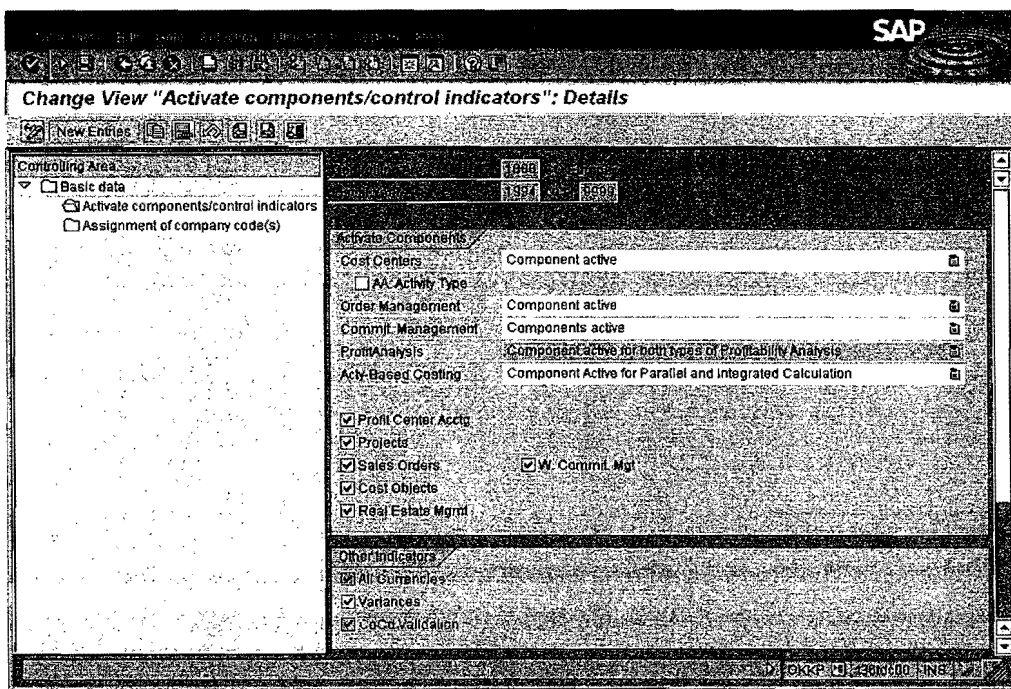 SAP
Change View "Activate components/control indicators": Details
New Entries
Controlling Area
Basic data
Activate components/control indicators
Assignment of company code(s)
1000
1994 9999
Activate Components
Cost Centers Component active
AA: Activity Type
Order Management Component active
Commit. Management Components active
ProfitAnalysis Component active for both types of Profitability Analysis
Acty-Based Costing Component Active for Parallel and Integrated Calculation
Profit Center Acctg
Projects
Sales Orders W. Commit. Mgt
Cost Objects
Real Estate Mgmt
Other Indicators
All Currencies
Variances
CoCd Validation
OKKP INS